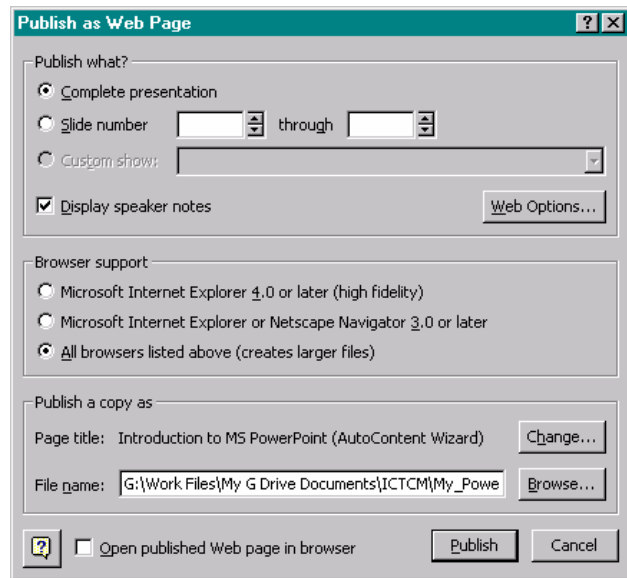 Publish as Web Page
Publish what?
Complete presentation
Slide number through
Custom show:
Display speaker notes Web Options...
Browser support
Microsoft Internet Explorer 4.0 or later (high fidelity)
Microsoft Internet Explorer or Netscape Navigator 3.0 or later
All browsers listed above (creates larger files)
Publish a copy as
Page title: Introduction to MS PowerPoint (AutoContent Wizard) Change...
File name: G:\Work Files\My G Drive Documents\ICTCM\My_Powe Browse...
Open published Web page in browser Publish Cancel